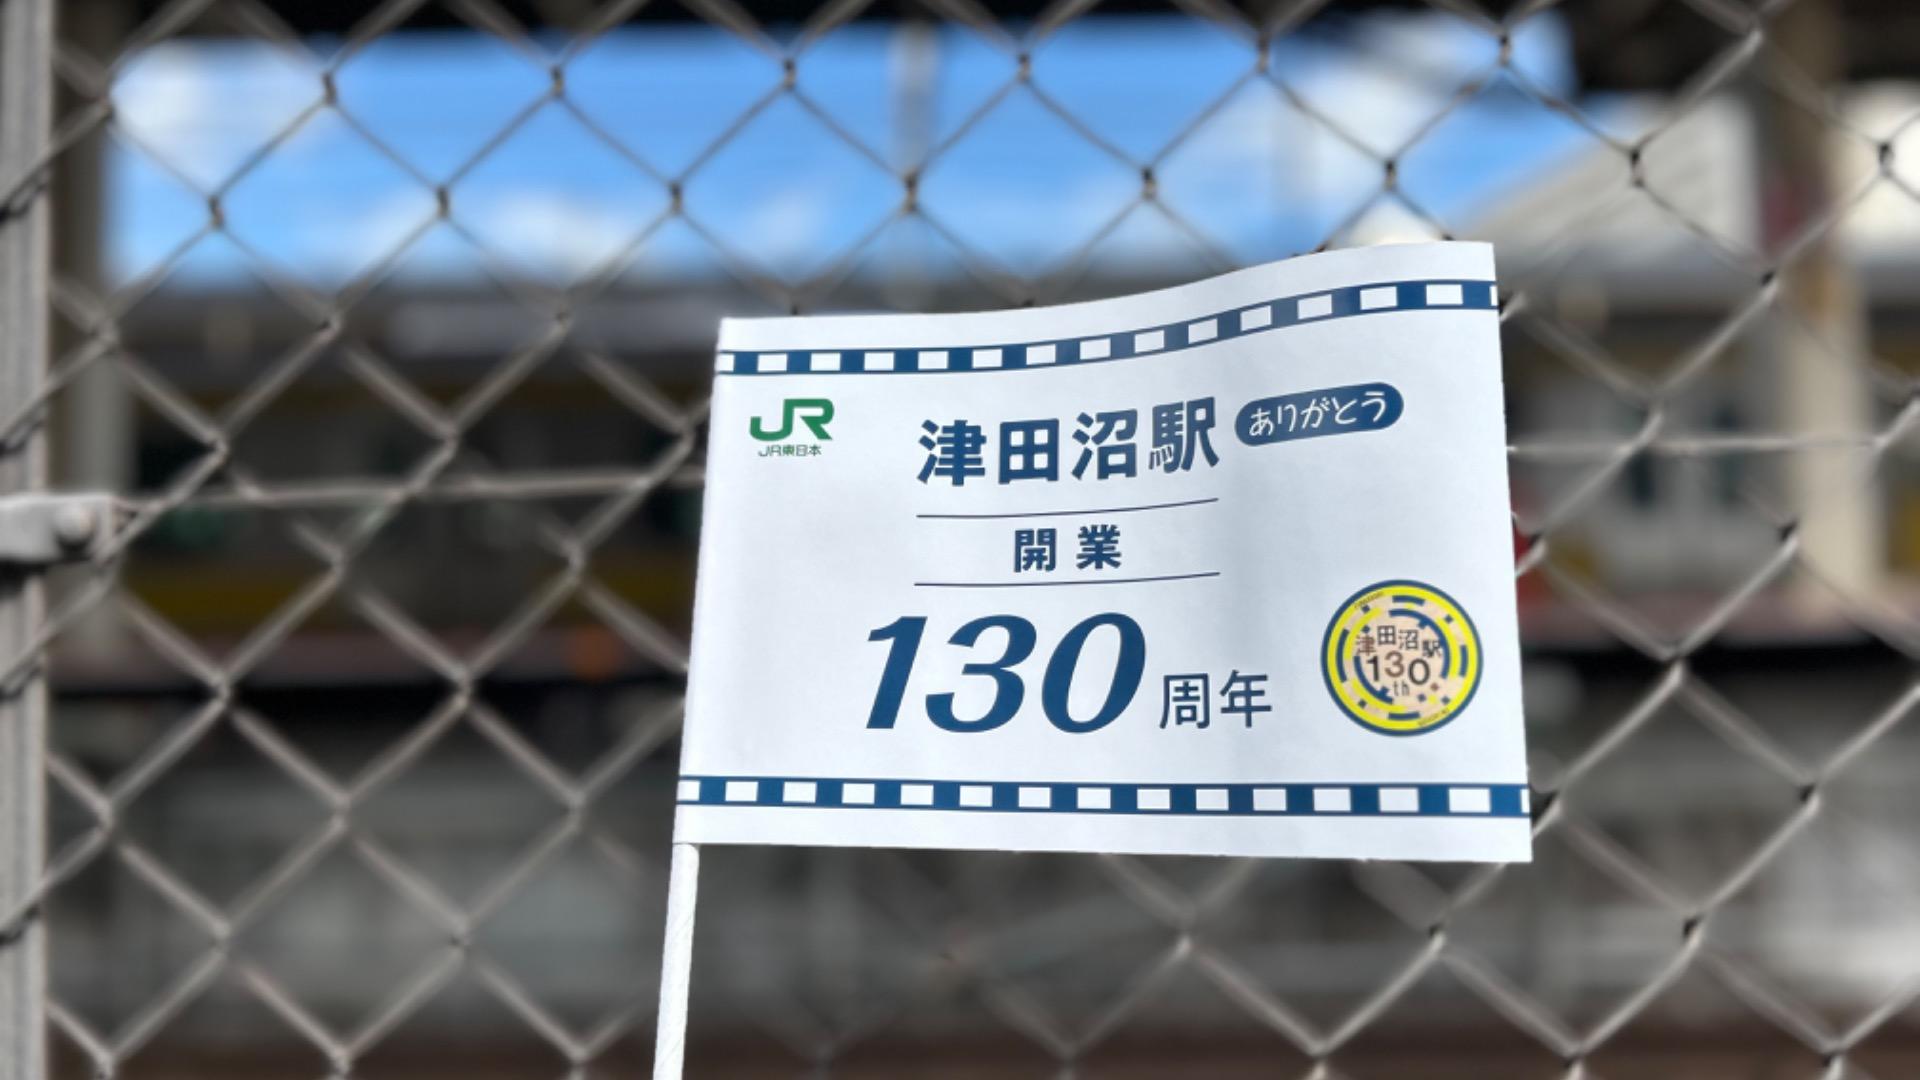 JR
JR東日本
津田沼駅 ありがとう
開業
130周年
津田沼駅
130
th